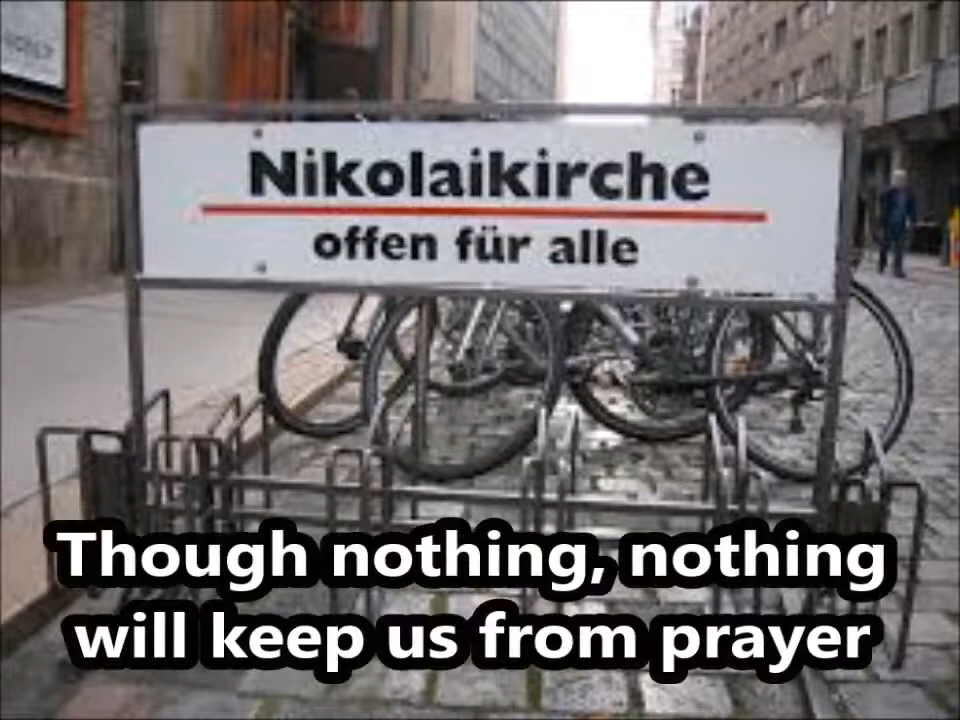 Nikolaikirche
offen für alle
Though nothing, nothing
will keep us from prayer